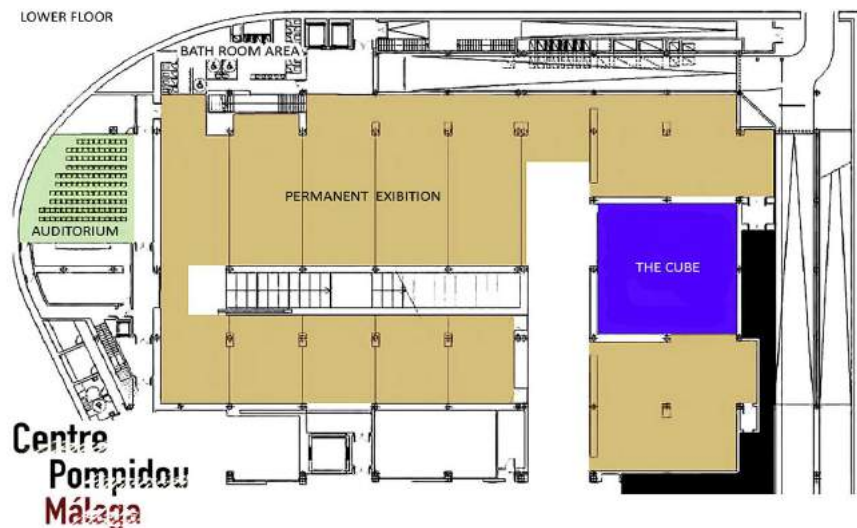 LOWER FLOOR
BATH ROOM AREA
PERMANENT EXIBITION
AUDITORIUM
THE CUBE
Centre
Pompidou
Málaga